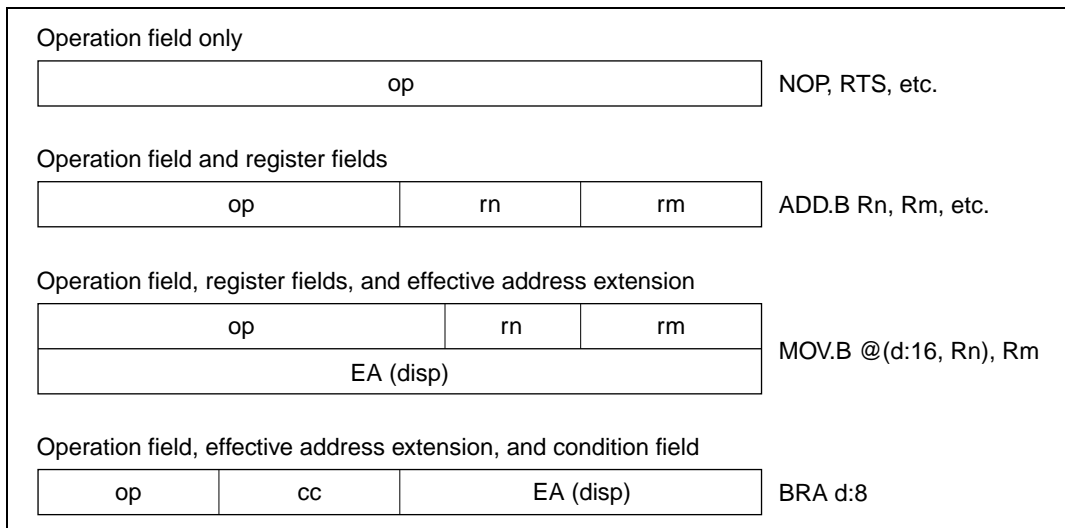 Operation field only
op
NOP, RTS, etc.
Operation field and register fields
op rn rm
ADD.B Rn, Rm, etc.
Operation field, register fields, and effective address extension
op rn rm
EA (disp)
MOV.B @(d:16, Rn), Rm
Operation field, effective address extension, and condition field
op cc EA (disp)
BRA d:8